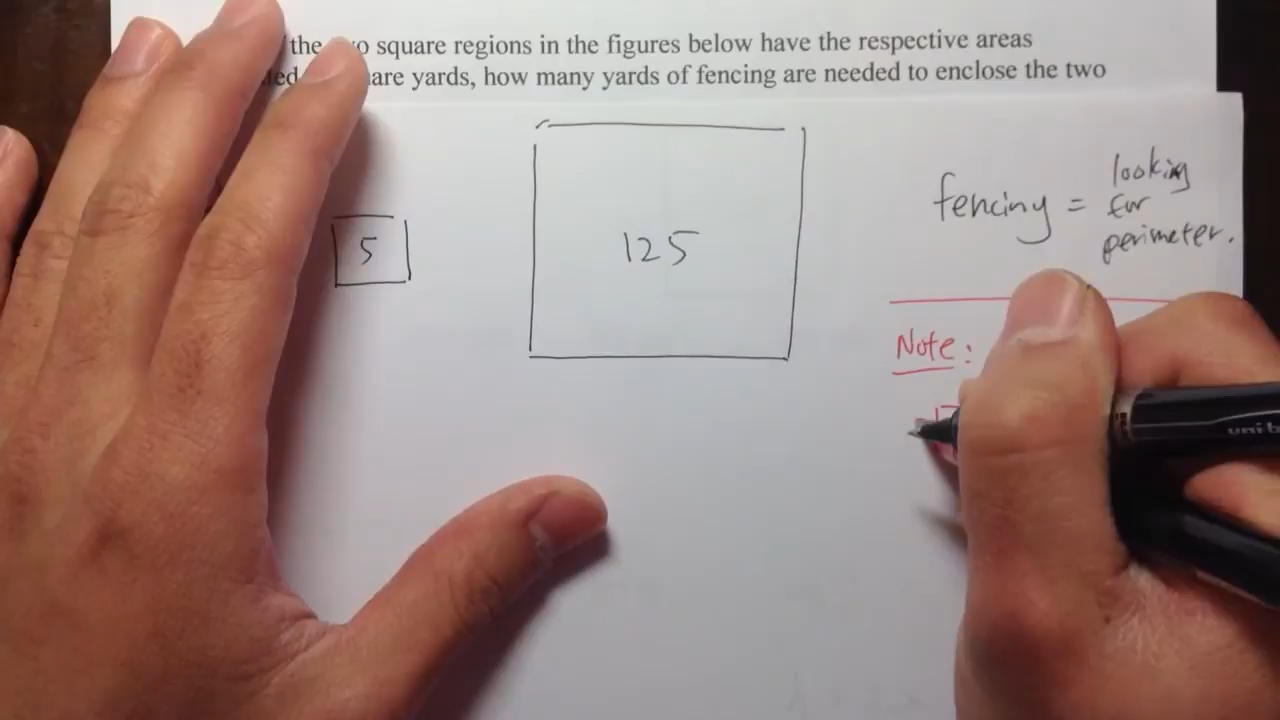 the square regions in the figures below have the respective areas
yards, how many yards of fencing are needed to enclose the two
5
125
fencing = looking
for
perimeter.
Note: